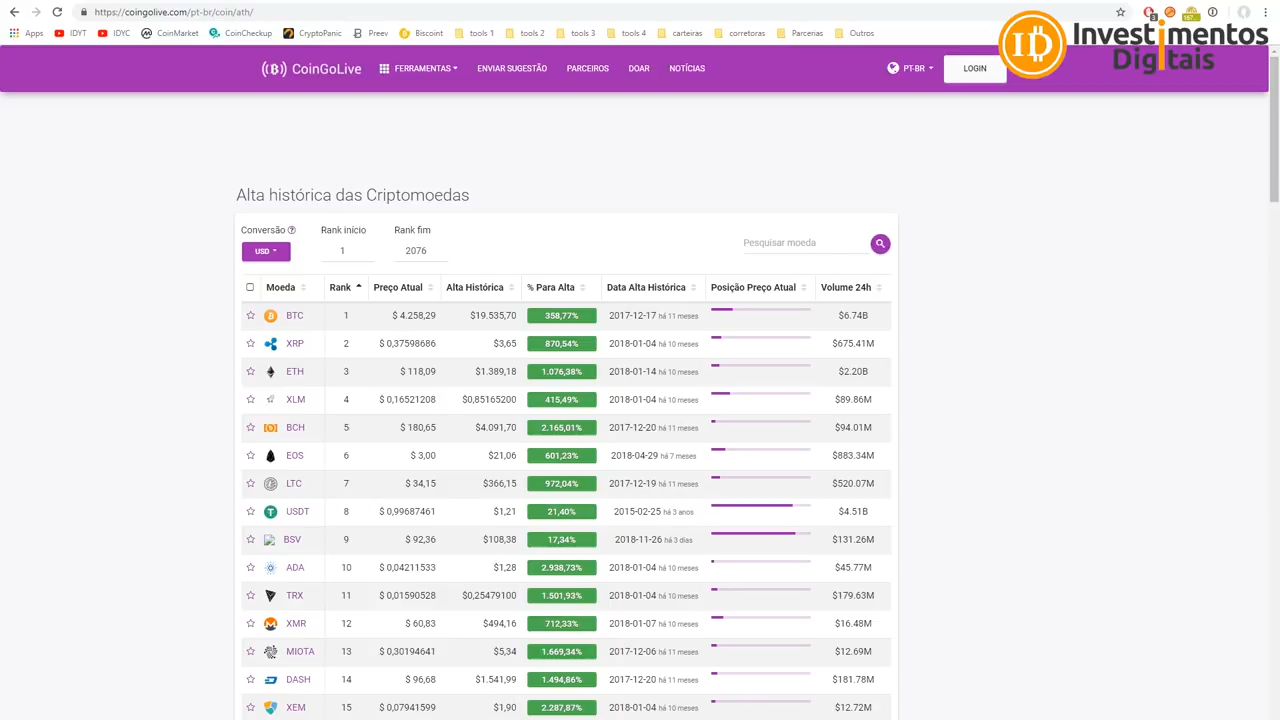 https://coingolive.com/pt-br/coin/ath/
3
167
Apps IDYT IDYC CoinMarket CoinCheckup CryptoPanic Preev Biscoint tools 1 tools 2 tools 3 tools 4 carteiras corretoras Parcerias Outros
ID Investimentos
Digitais
CoinGoLive FERRAMENTAS ENVIAR SUGESTÃO PARCEIROS DOAR NOTÍCIAS PT-BR LOGIN
Alta histórica das Criptomoedas
Conversão Rank início Rank fim
USD 1 2076 Pesquisar moeda
Moeda Rank Preço Atual Alta Histórica % Para Alta Data Alta Histórica Posição Preço Atual Volume 24h
BTC 1 $ 4.258,29 $19.535,70 358,77% 2017-12-17 há 11 meses $6.74B
XRP 2 $ 0,37598686 $3,65 870,54% 2018-01-04 há 10 meses $675.41M
ETH 3 $ 118,09 $1.389,18 1.076,38% 2018-01-14 há 10 meses $2.20B
XLM 4 $ 0,16521208 $0,85165200 415,49% 2018-01-04 há 10 meses $89.86M
BCH 5 $ 180,65 $4.091,70 2.165,01% 2017-12-20 há 11 meses $94.01M
EOS 6 $ 3,00 $21,06 601,23% 2018-04-29 há 7 meses $883.34M
LTC 7 $ 34,15 $366,15 972,04% 2017-12-19 há 11 meses $520.07M
USDT 8 $ 0,99687461 $1,21 21,40% 2015-02-25 há 3 anos $4.51B
BSV 9 $ 92,36 $108,38 17,34% 2018-11-26 há 3 dias $131.26M
ADA 10 $ 0,04211533 $1,28 2.938,73% 2018-01-04 há 10 meses $45.77M
TRX 11 $ 0,01590528 $0,25479100 1.501,93% 2018-01-04 há 10 meses $179.63M
XMR 12 $ 60,83 $494,16 712,33% 2018-01-07 há 10 meses $16.48M
MIOTA 13 $ 0,30194641 $5,34 1.669,34% 2017-12-06 há 11 meses $12.69M
DASH 14 $ 96,68 $1.541,99 1.494,86% 2017-12-20 há 11 meses $181.78M
XEM 15 $ 0,07941599 $1,90 2.287,87% 2018-01-04 há 10 meses $12.72M